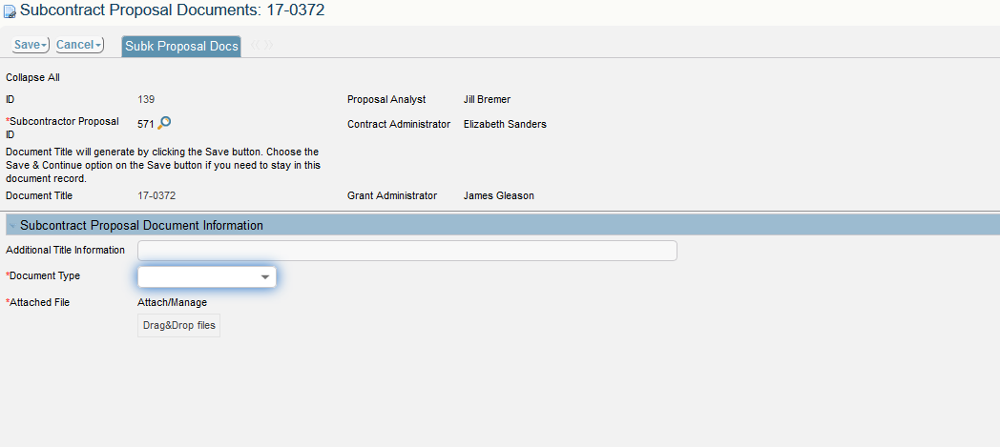 Subcontract Proposal Documents: 17-0372
Save Cancel Subk Proposal Docs
Collapse All
ID 139 Proposal Analyst Jill Bremer
*Subcontractor Proposal ID 571 Contract Administrator Elizabeth Sanders
Document Title will generate by clicking the Save button. Choose the
Save & Continue option on the Save button if you need to stay in this
document record.
Document Title 17-0372 Grant Administrator James Gleason
Subcontract Proposal Document Information
Additional Title Information
*Document Type
*Attached File Attach/Manage
Drag&Drop files